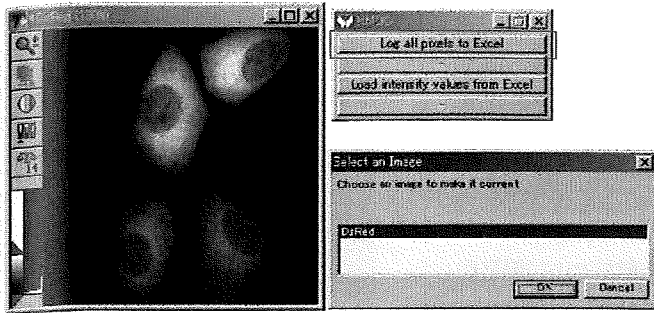 Log all pixels to Excel
Load intensity values from Excel
Select an Image
Choose an image to make it current
DsRed
OK
Cancel